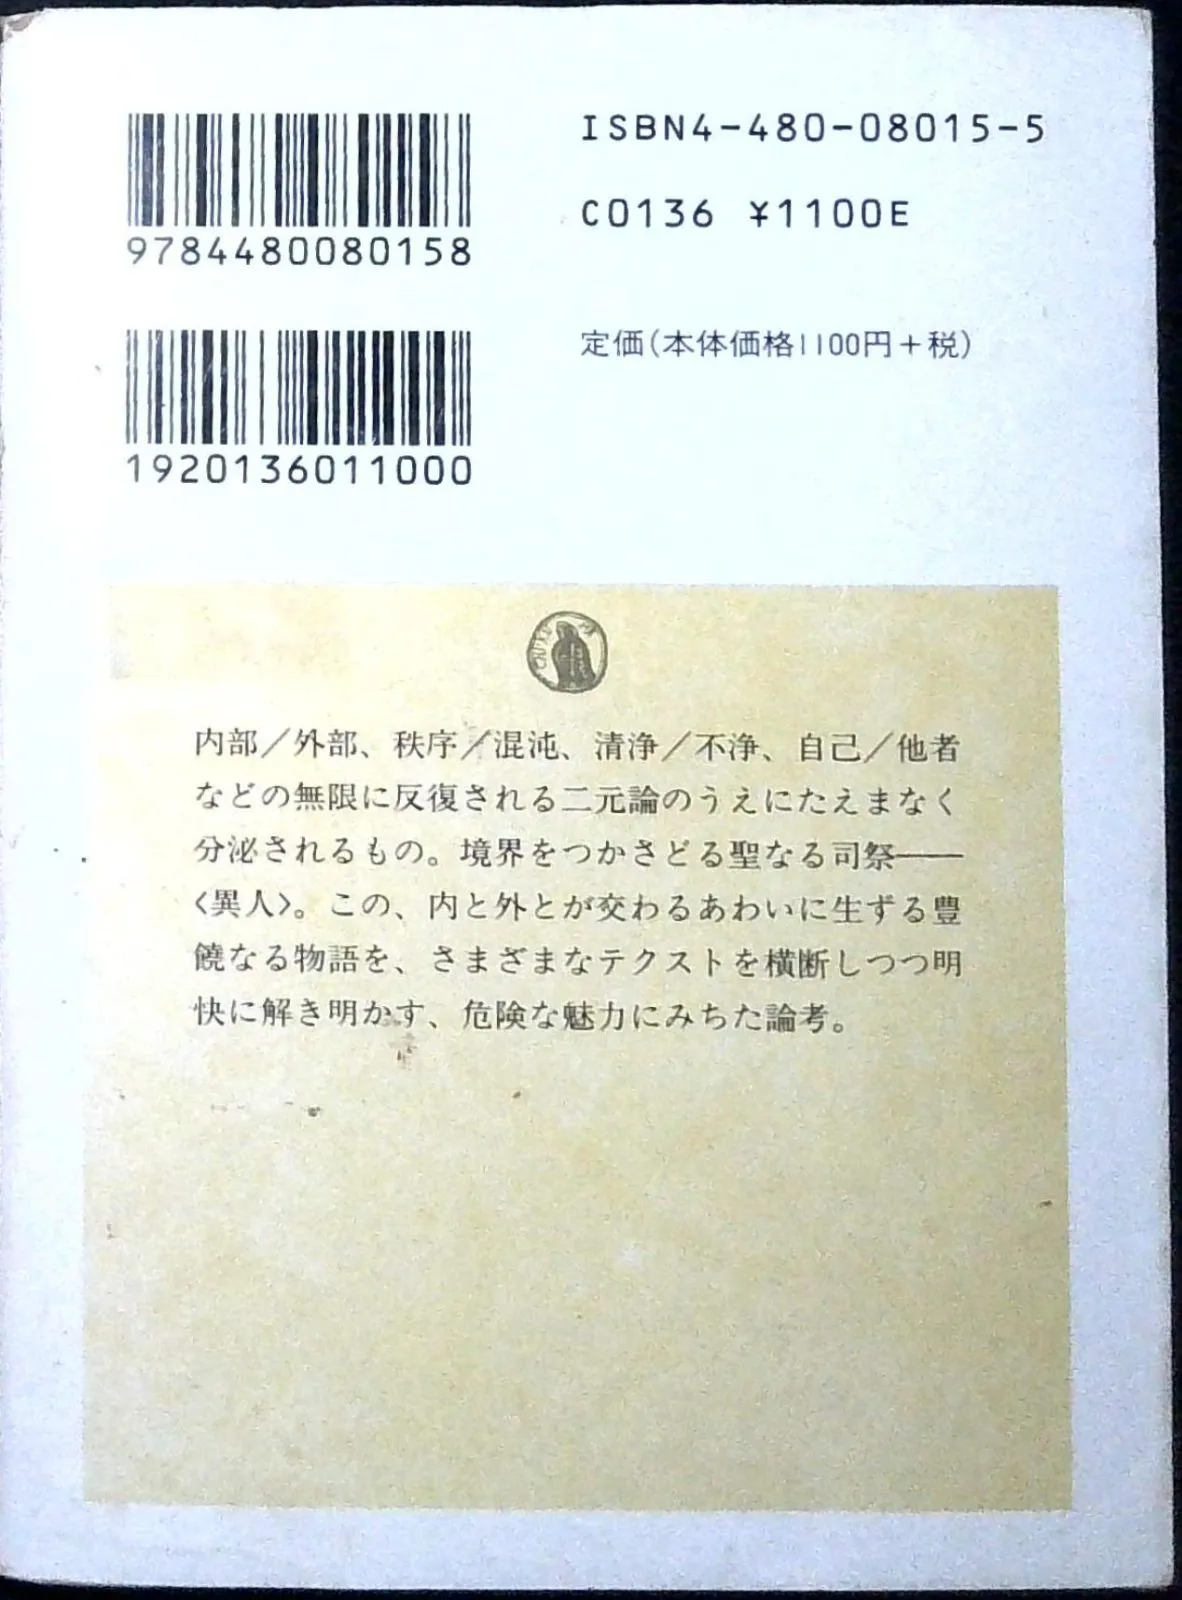 ISBN4-480-08015-5
C0136 ¥1100E
9784480080158
定価(本体価格1100円+税)
1920136011000
内部/外部、秩序/混沌、清浄/不浄、自己/他者
などの無限に反復される二元論のうえにたえまなく
分泌されるもの。境界をつかさどる聖なる司祭——
〈異人〉。この、内と外とが交わるあわいに生ずる豊
饒なる物語を、さまざまなテクストを横断しつつ明
快に解き明かす、危険な魅力にみちた論考。